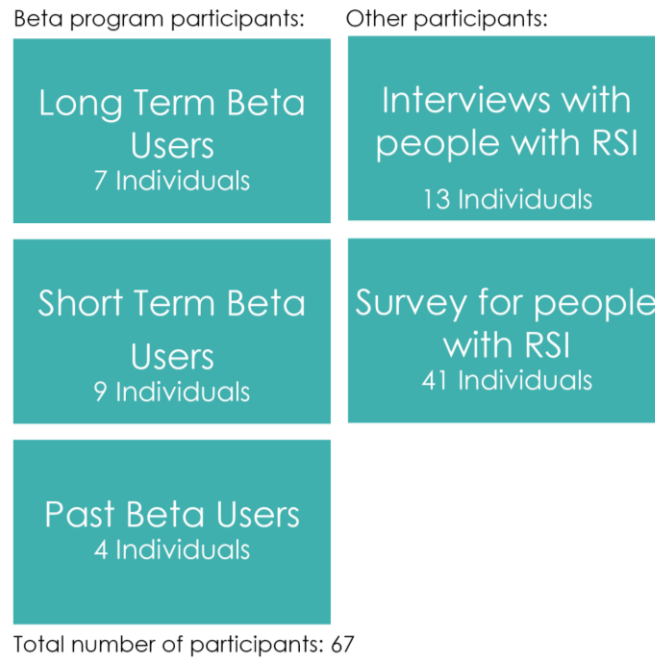 Beta program participants:
Long Term Beta
Users
7 Individuals
Short Term Beta
Users
9 Individuals
Past Beta Users
4 Individuals
Other participants:
Interviews with
people with RSI
13 Individuals
Survey for people
with RSI
41 Individuals
Total number of participants: 67